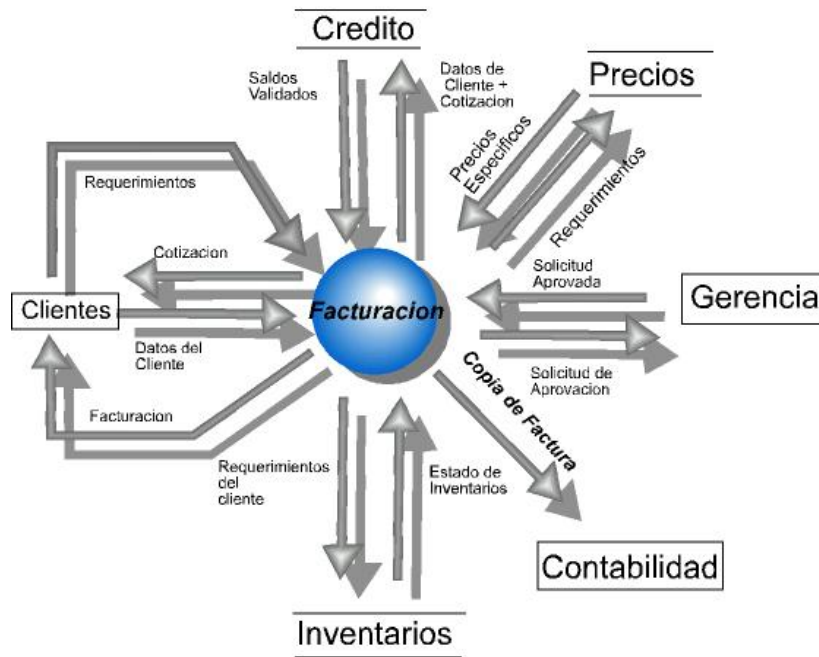 Credito
Saldos
Validados
Datos de
Cliente +
Cotizacion
Precios
Precios
Especificos
Requerimientos
Requerimientos
Cotizacion
Solicitud
Aprovada
Clientes
Facturacion
Gerencia
Datos del
Cliente
Solicitud de
Aprovacion
Copia de Factura
Facturacion
Requerimientos
del
cliente
Estado de
Inventarios
Contabilidad
Inventarios